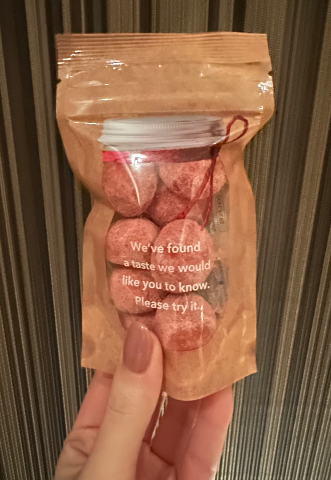 We've found
a taste we would
like you to know.
Please try it.